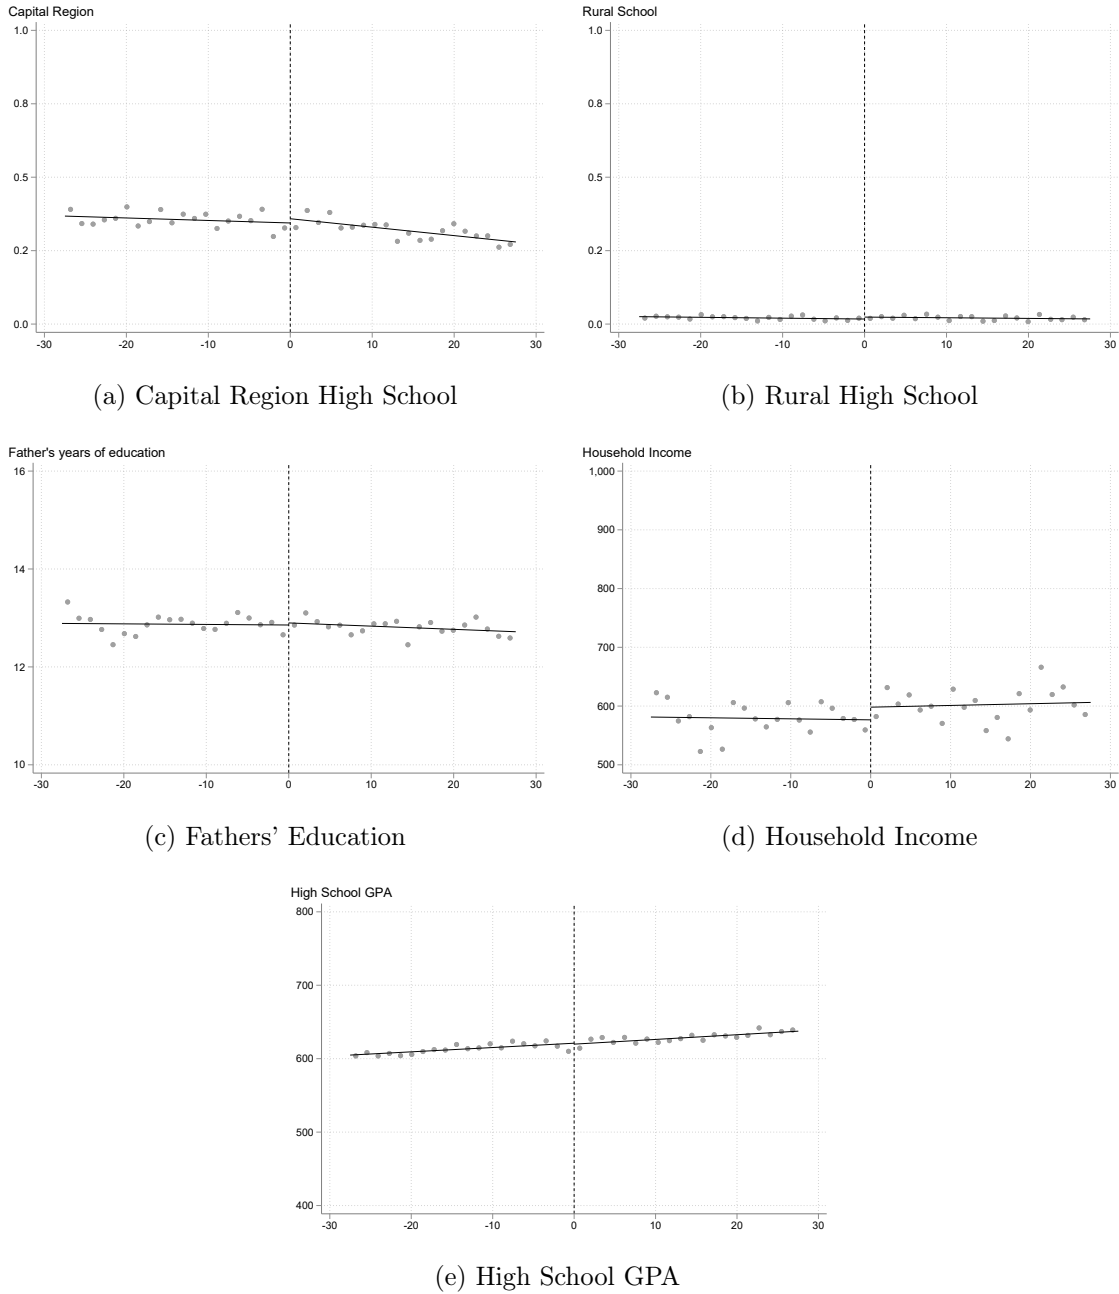 Capital Region
1.0
0.8
0.5
0.2
0.0
-30 -20 -10 0 10 20 30
(a) Capital Region High School
Rural School
1.0
0.8
0.5
0.2
0.0
-30 -20 -10 0 10 20 30
(b) Rural High School
Father's years of education
16
14
12
10
-30 -20 -10 0 10 20 30
(c) Fathers’ Education
Household Income
1,000
900
800
700
600
500
-30 -20 -10 0 10 20 30
(d) Household Income
High School GPA
800
700
600
500
400
-30 -20 -10 0 10 20 30
(e) High School GPA